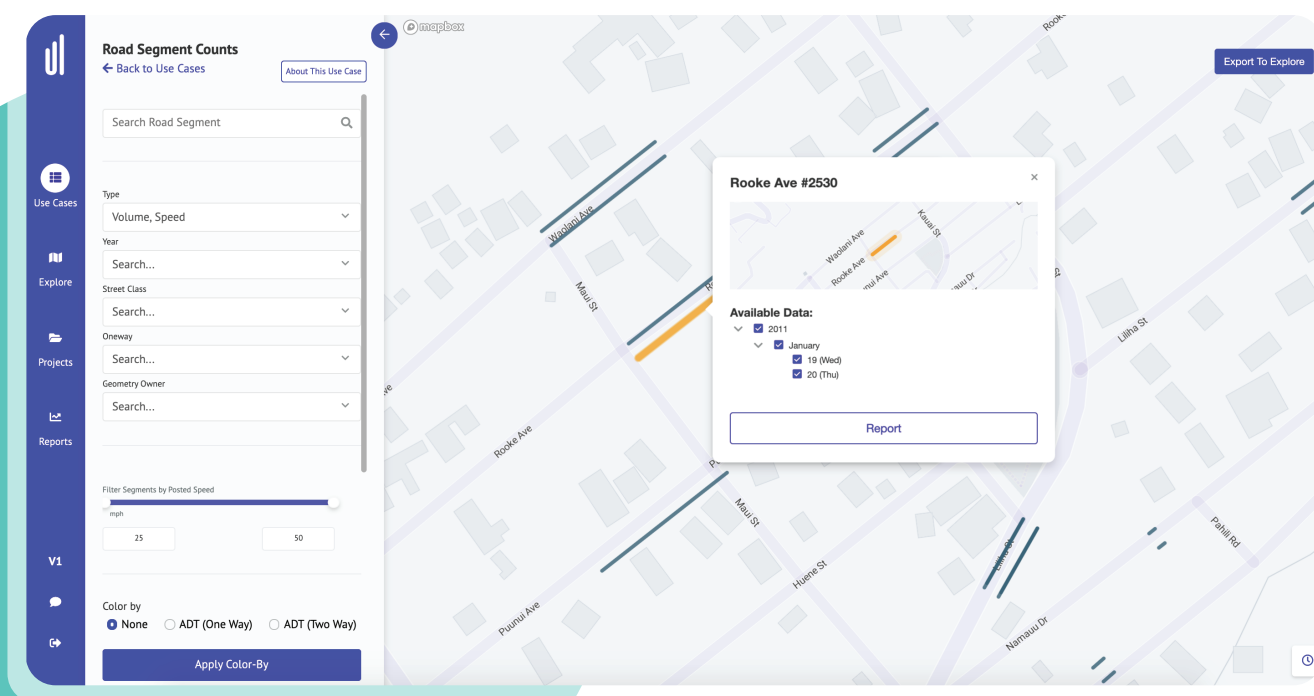 Road Segment Counts
← Back to Use Cases
About This Use Case
Search Road Segment
Type
Volume, Speed
Year
Search...
Street Class
Search...
Oneway
Search...
Geometry Owner
Search...
Filter Segments by Posted Speed
mph
25
50
Color by
None
ADT (One Way)
ADT (Two Way)
Apply Color-By
Use Cases
Explore
Projects
Reports
V1
mapbox
Export To Explore
Waolani Ave
Maui St
Rooke Ave
Puunui Ave
Maui St
Huene St
Liliha St
Liliha St
Pahili Rd
Namauu Dr
Rooke Ave #2530
×
Kauai St
Waolani Ave
Rooke Ave
Available Data:
2011
January
19 (Wed)
20 (Thu)
Report